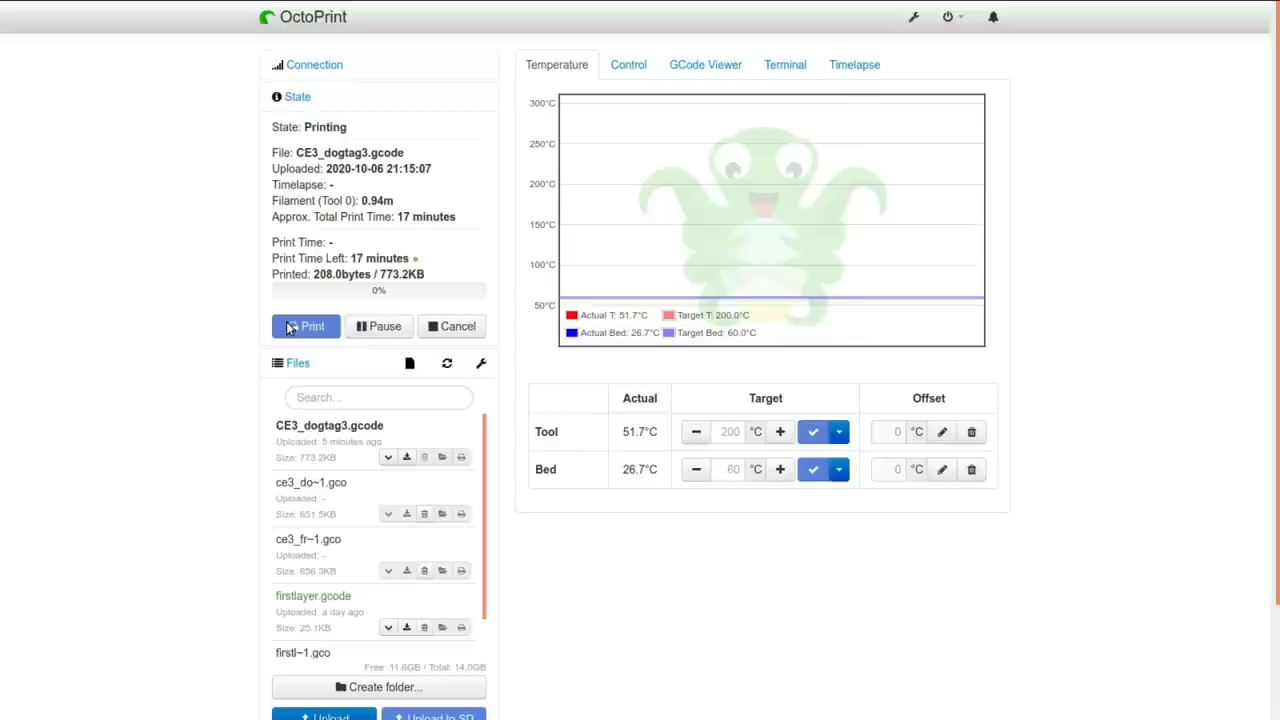 OctoPrint
Connection
State
State: Printing
File: CE3_dogtag3.gcode
Uploaded: 2020-10-06 21:15:07
Timelapse: -
Filament (Tool 0): 0.94m
Approx. Total Print Time: 17 minutes
Print Time: -
Print Time Left: 17 minutes
Printed: 208.0bytes / 773.2KB
0%
Print Pause Cancel
Files
Search...
CE3_dogtag3.gcode
Uploaded: 5 minutes ago
Size: 773.2KB
ce3_do~1.gco
Uploaded: -
Size: 651.5KB
ce3_fr~1.gco
Uploaded: -
Size: 656.3KB
firstlayer.gcode
Uploaded: a day ago
Size: 25.1KB
firstl~1.gco
Free: 11.6GB / Total: 14.0GB
Create folder...
Upload Upload to SD
Temperature Control GCode Viewer Terminal Timelapse
300°C
250°C
200°C
150°C
100°C
50°C
Actual T: 51.7°C Target T: 200.0°C
Actual Bed: 26.7°C Target Bed: 60.0°C
Actual Target Offset
Tool 51.7°C 200 °C 0 °C
Bed 26.7°C 60 °C 0 °C